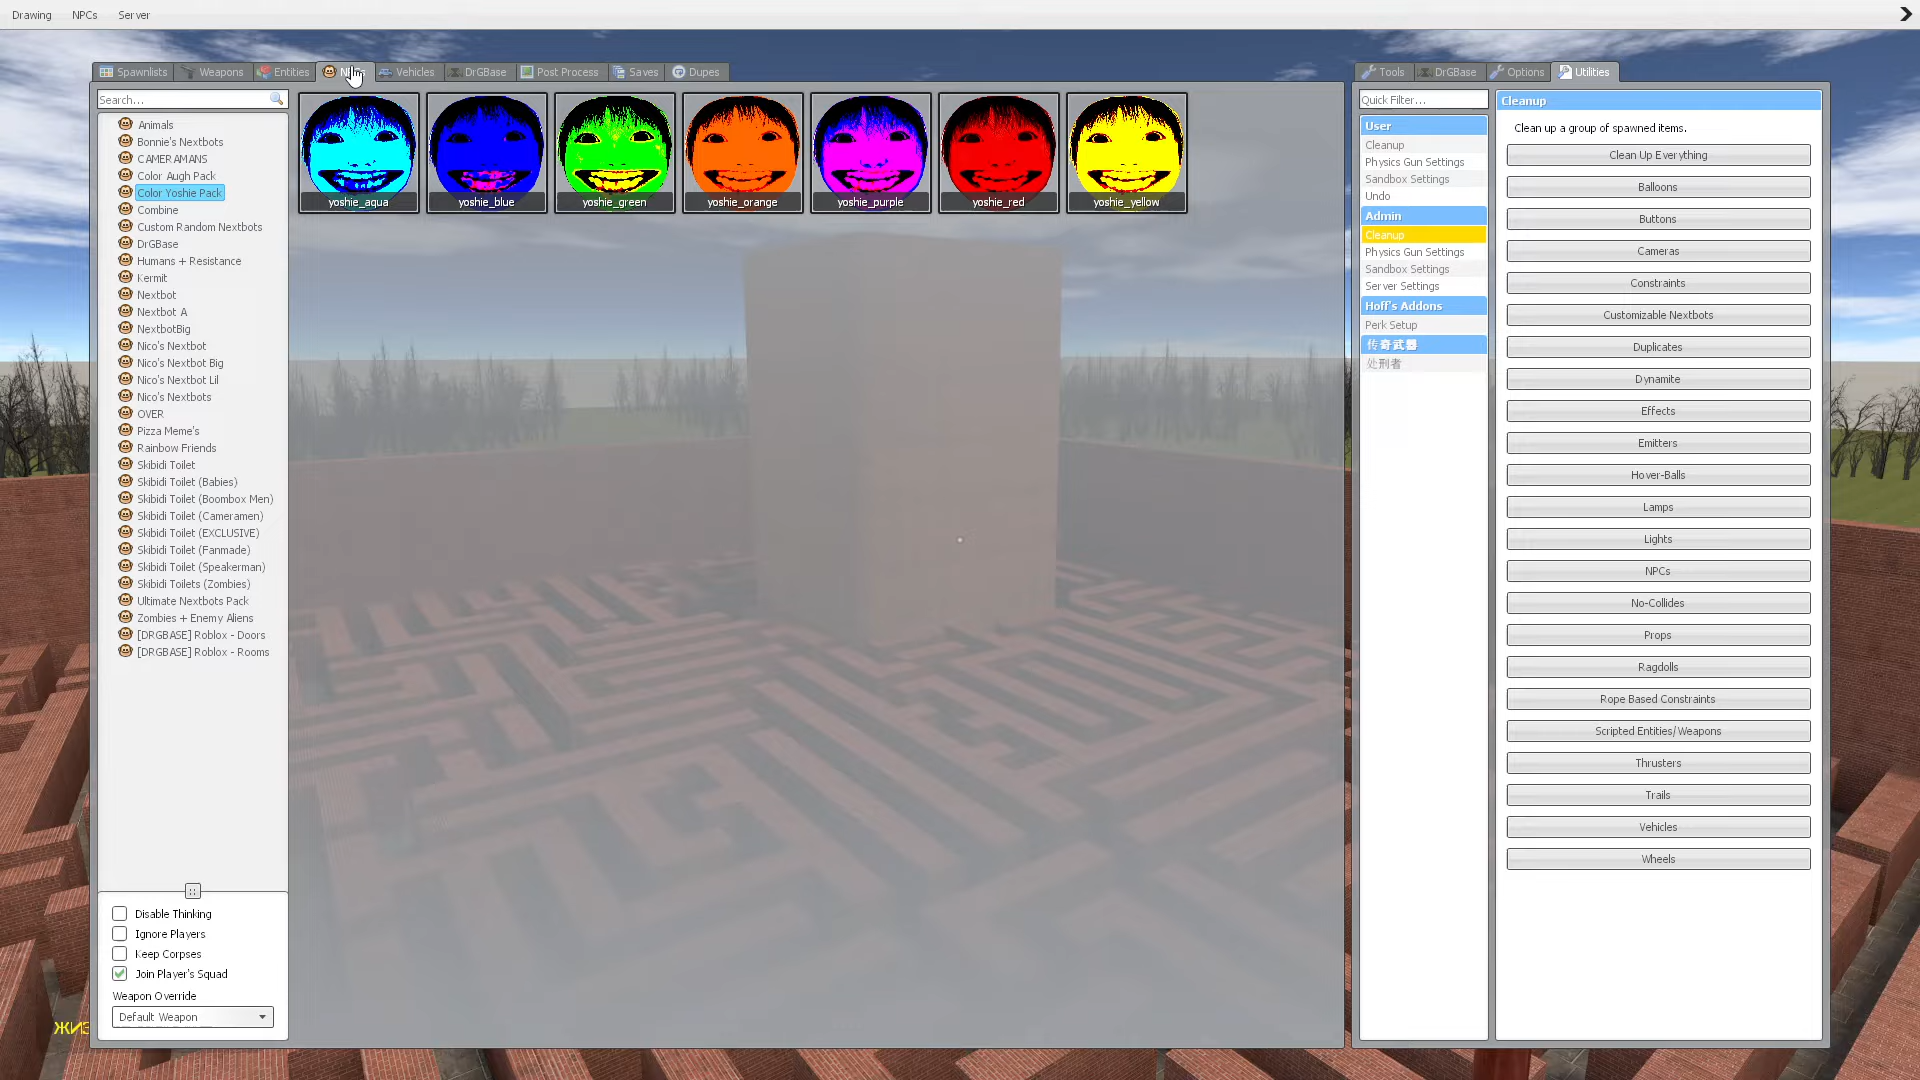 Drawing NPCs Server
Spawnlists Weapons Entities Vehicles DrGBase Post Process Saves Dupes
Search...
Animals
Bonnie's Nextbots
CAMERAMANS
Color Augh Pack
Color Yoshie Pack
Combine
Custom Random Nextbots
DrGBase
Humans + Resistance
Kermit
Nextbot
Nextbot A
NextbotBig
Nico's Nextbot
Nico's Nextbot Big
Nico's Nextbot Lil
Nico's Nextbots
OVER
Pizza Meme's
Rainbow Friends
Skibidi Toilet
Skibidi Toilet (Babies)
Skibidi Toilet (Boombox Men)
Skibidi Toilet (Cameramen)
Skibidi Toilet (EXCLUSIVE)
Skibidi Toilet (Fanmade)
Skibidi Toilet (Speakerman)
Skibidi Toilets (Zombies)
Ultimate Nextbots Pack
Zombies + Enemy Aliens
[DRGBASE] Roblox - Doors
[DRGBASE] Roblox - Rooms
Disable Thinking
Ignore Players
Keep Corpses
Join Player's Squad
Weapon Override
Default Weapon
yoshie_aqua yoshie_blue yoshie_green yoshie_orange yoshie_purple yoshie_red yoshie_yellow
Tools DrGBase Options Utilities
Quick Filter...
User
Cleanup
Physics Gun Settings
Sandbox Settings
Undo
Admin
Cleanup
Physics Gun Settings
Sandbox Settings
Server Settings
Hoff's Addons
Perk Setup
传奇武器
处刑者
Cleanup
Clean up a group of spawned items.
Clean Up Everything
Balloons
Buttons
Cameras
Constraints
Customizable Nextbots
Duplicates
Dynamite
Effects
Emitters
Hover-Balls
Lamps
Lights
NPCs
No-Collides
Props
Ragdolls
Rope Based Constraints
Scripted Entities/Weapons
Thrusters
Trails
Vehicles
Wheels